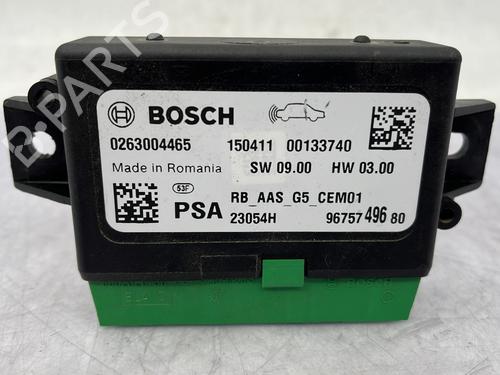 BOSCH
0263004465 150411 00133740
Made in Romania SW 09.00 HW 03.00
53F
PSA RB_AAS_G5_CEM01
23054H 96757 496 80
BOSCH
B-PARTS